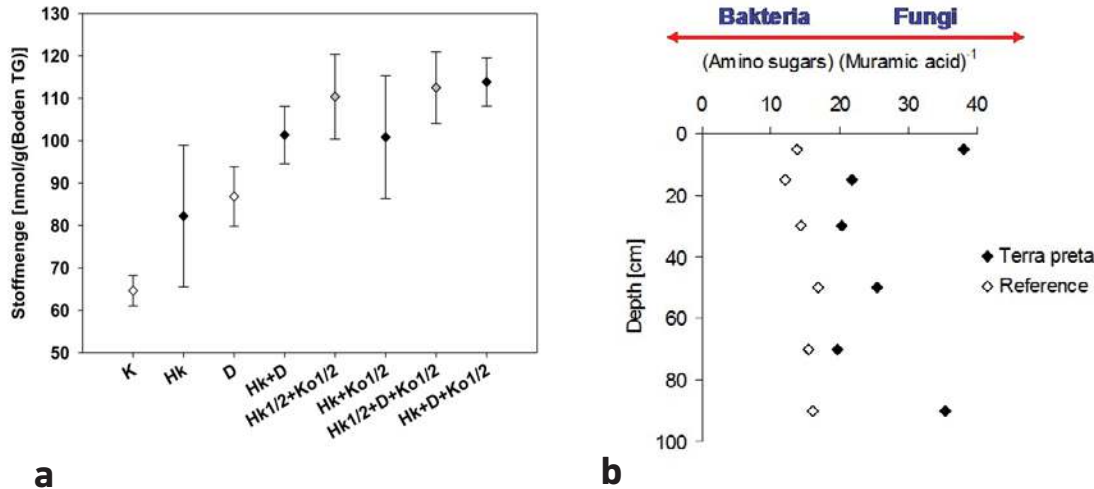 130
120
110
100
90
80
70
60
50
Stoffmenge [nmol/g(Boden TG)]
K
Hk
D
Hk+D
Hk1/2+Ko1/2
Hk+Ko1/2
Hk1/2+D+Ko1/2
Hk+D+Ko1/2
a
Bakteria Fungi
(Amino sugars) (Muramic acid)-1
0 10 20 30 40
0
20
40
60
80
100
Depth [cm]
Terra preta
Reference
b